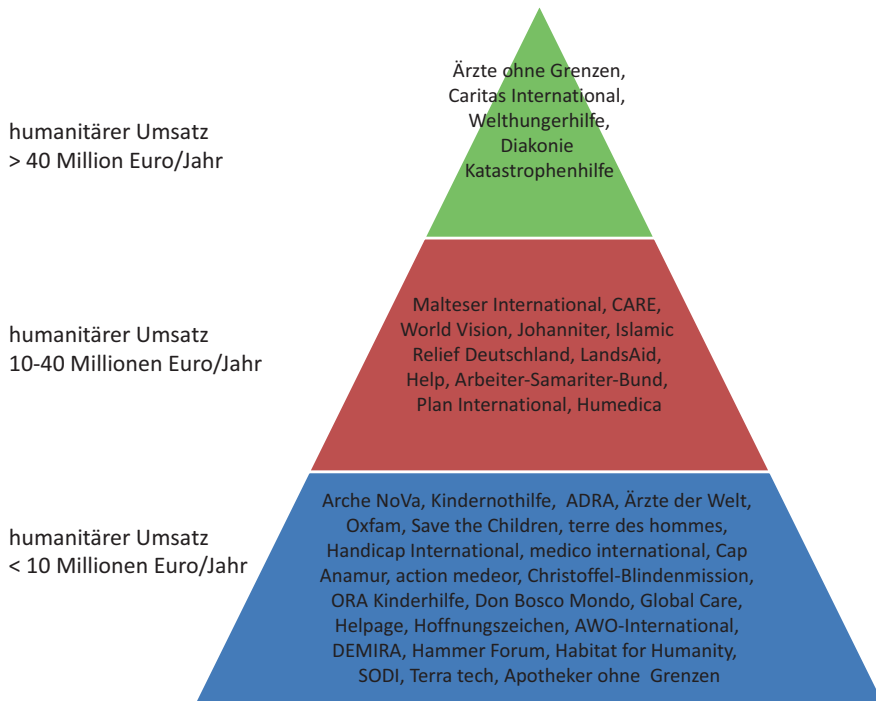 humanitärer Umsatz
> 40 Million Euro/Jahr
Ärzte ohne Grenzen,
Caritas International,
Welthungerhilfe,
Diakonie
Katastrophenhilfe
humanitärer Umsatz
10-40 Millionen Euro/Jahr
Malteser International, CARE,
World Vision, Johanniter, Islamic
Relief Deutschland, LandsAid,
Help, Arbeiter-Samariter-Bund,
Plan International, Humedica
humanitärer Umsatz
< 10 Millionen Euro/Jahr
Arche NoVa, Kindernothilfe, ADRA, Ärzte der Welt,
Oxfam, Save the Children, terre des hommes,
Handicap International, medico international, Cap
Anamur, action medeor, Christoffel-Blindenmission,
ORA Kinderhilfe, Don Bosco Mondo, Global Care,
Helpage, Hoffnungszeichen, AWO-International,
DEMIRA, Hammer Forum, Habitat for Humanity,
SODI, Terra tech, Apotheker ohne Grenzen